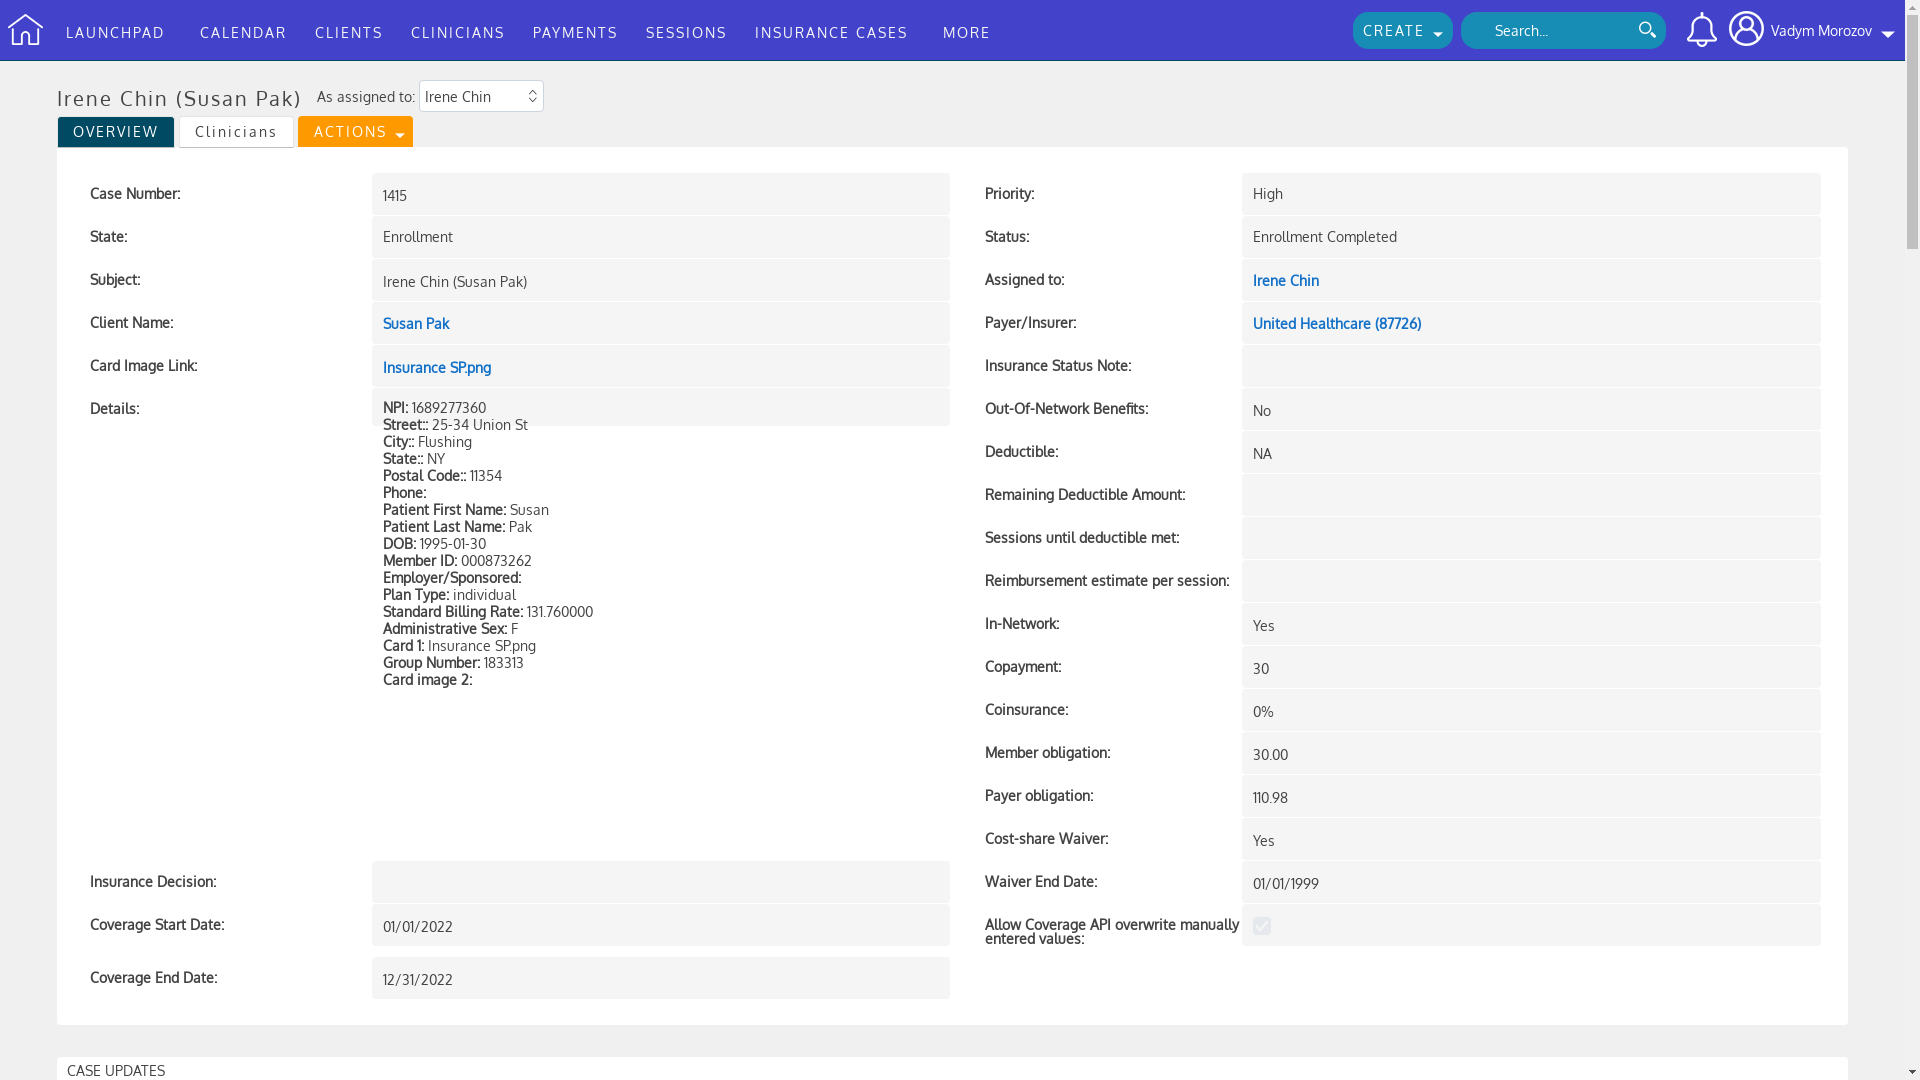 LAUNCHPAD CALENDAR CLIENTS CLINICIANS PAYMENTS SESSIONS INSURANCE CASES MORE CREATE Search... Vadym Morozov
Irene Chin (Susan Pak) As assigned to: Irene Chin
OVERVIEW Clinicians ACTIONS
Case Number: 1415
State: Enrollment
Subject: Irene Chin (Susan Pak)
Client Name: Susan Pak
Card Image Link: Insurance SP.png
Details: NPI: 1689277360
Street:: 25-34 Union St
City:: Flushing
State:: NY
Postal Code:: 11354
Phone:
Patient First Name: Susan
Patient Last Name: Pak
DOB: 1995-01-30
Member ID: 000873262
Employer/Sponsored:
Plan Type: individual
Standard Billing Rate: 131.760000
Administrative Sex: F
Card 1: Insurance SP.png
Group Number: 183313
Card image 2:
Insurance Decision:
Coverage Start Date: 01/01/2022
Coverage End Date: 12/31/2022
Priority: High
Status: Enrollment Completed
Assigned to: Irene Chin
Payer/Insurer: United Healthcare (87726)
Insurance Status Note:
Out-Of-Network Benefits: No
Deductible: NA
Remaining Deductible Amount:
Sessions until deductible met:
Reimbursement estimate per session:
In-Network: Yes
Copayment: 30
Coinsurance: 0%
Member obligation: 30.00
Payer obligation: 110.98
Cost-share Waiver: Yes
Waiver End Date: 01/01/1999
Allow Coverage API overwrite manually
entered values:
CASE UPDATES